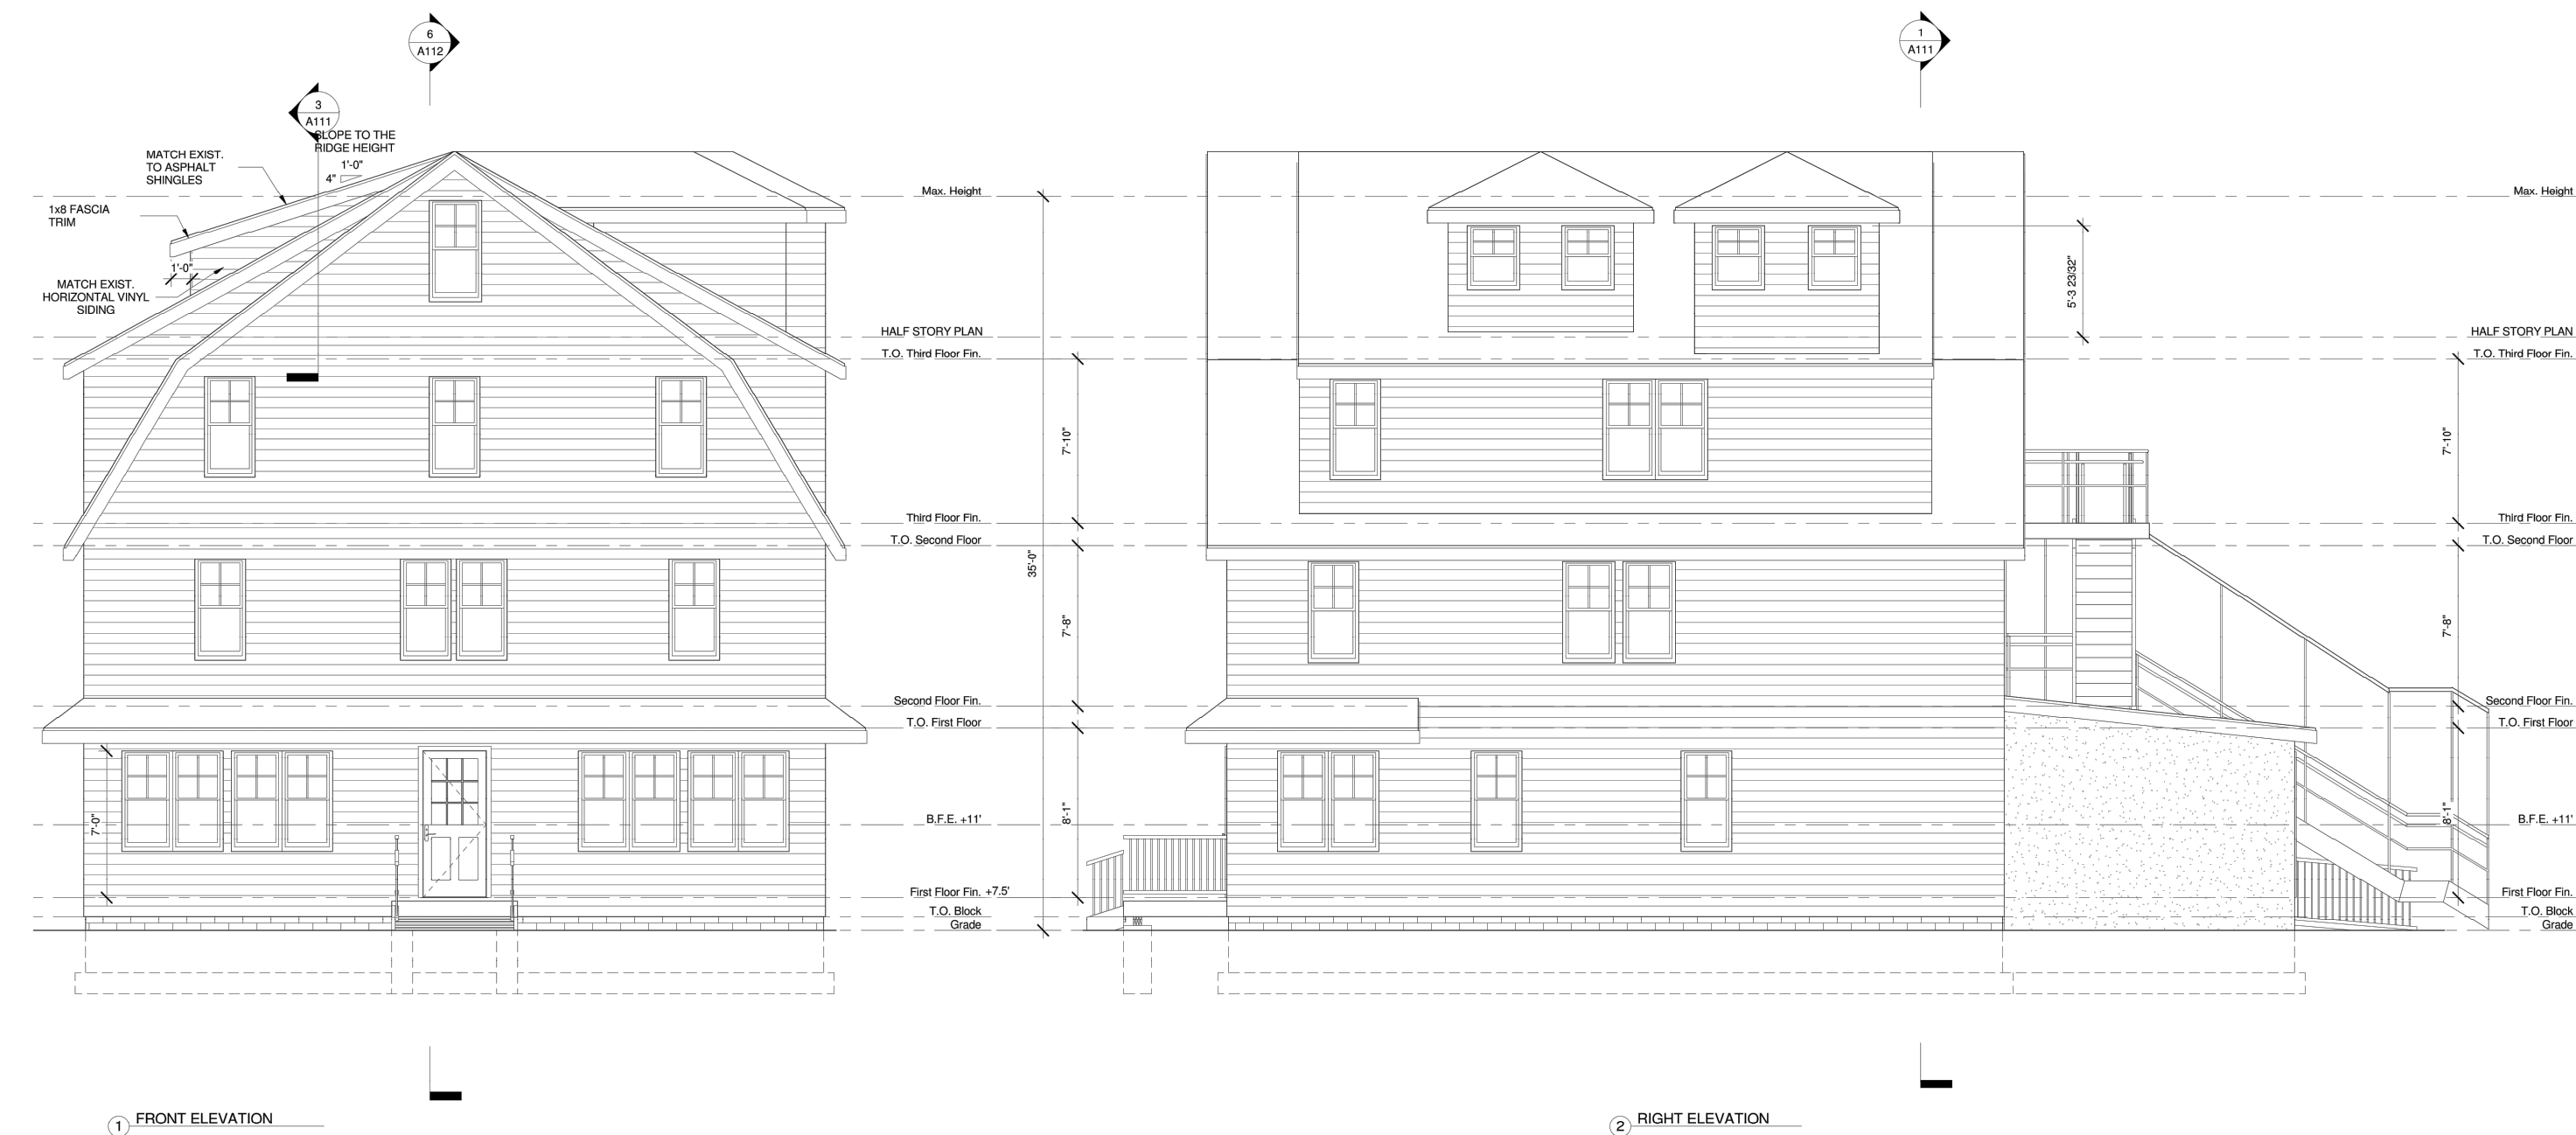 6
A112
1
A111
3
A111
SLOPE TO THE
RIDGE HEIGHT
1'-0"
4"
MATCH EXIST.
TO ASPHALT
SHINGLES
1x8 FASCIA
TRIM
1'-0"
MATCH EXIST.
HORIZONTAL VINYL
SIDING
7'-0"
Max. Height
HALF STORY PLAN
T.O. Third Floor Fin.
Third Floor Fin.
T.O. Second Floor
Second Floor Fin.
T.O. First Floor
B.F.E. +11'
First Floor Fin. +7.5'
T.O. Block
Grade
35'-0"
7'-10"
7'-8"
8'-1"
5'-3 23/32"
7'-10"
7'-8"
8'-1"
Max. Height
HALF STORY PLAN
T.O. Third Floor Fin.
Third Floor Fin.
T.O. Second Floor
Second Floor Fin.
T.O. First Floor
B.F.E. +11'
First Floor Fin.
T.O. Block
Grade
1 FRONT ELEVATION
2 RIGHT ELEVATION